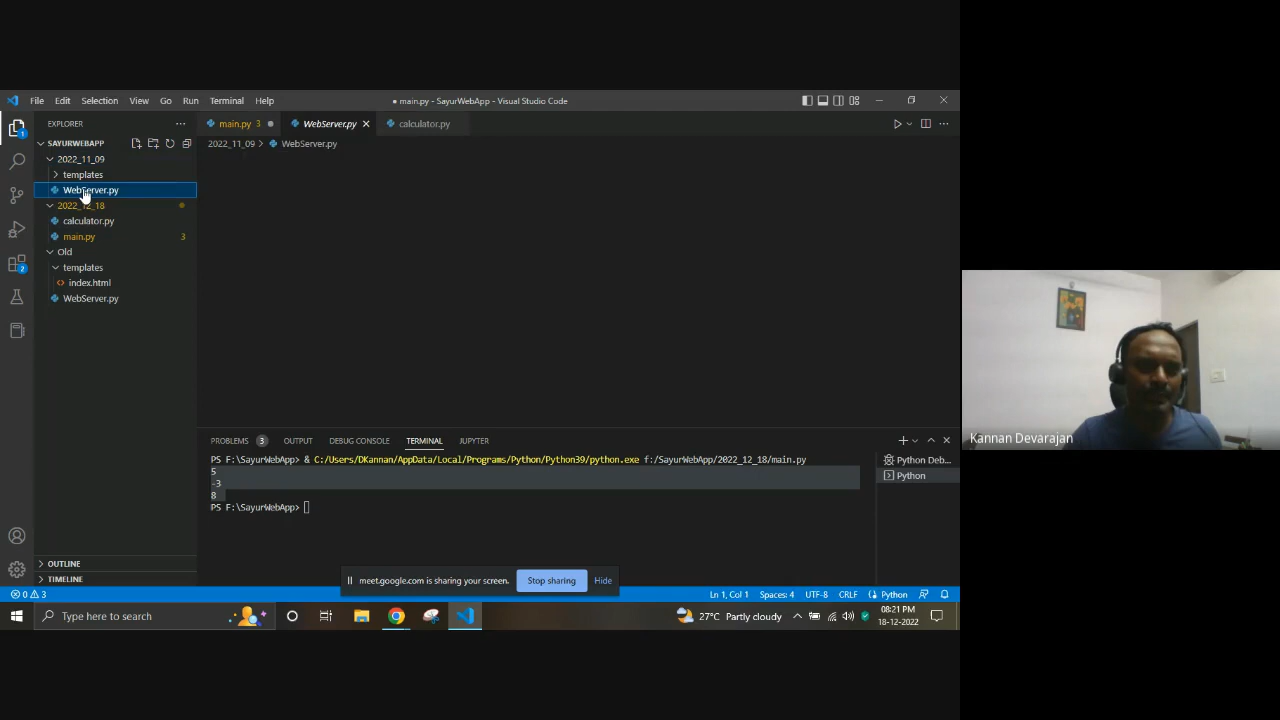 File Edit Selection View Go Run Terminal Help
● main.py - SayurWebApp - Visual Studio Code
EXPLORER
main.py 3
WebServer.py
calculator.py
SAYURWEBAPP
2022_11_09 > WebServer.py
2022_11_09
templates
WebServer.py
2022_12_18
calculator.py
main.py 3
Old
templates
index.html
WebServer.py
PROBLEMS 3 OUTPUT DEBUG CONSOLE TERMINAL JUPYTER
PS F:\SayurWebApp> & C:/Users/DKannan/AppData/Local/Programs/Python/Python39/python.exe f:/SayurWebApp/2022_12_18/main.py
5
-3
8
PS F:\SayurWebApp>
Python Deb...
Python
Kannan Devarajan
OUTLINE
TIMELINE
meet.google.com is sharing your screen. Stop sharing Hide
0 3
Ln 1, Col 1 Spaces: 4 UTF-8 CRLF Python
1
2
Type here to search
27°C Partly cloudy
08:21 PM
18-12-2022